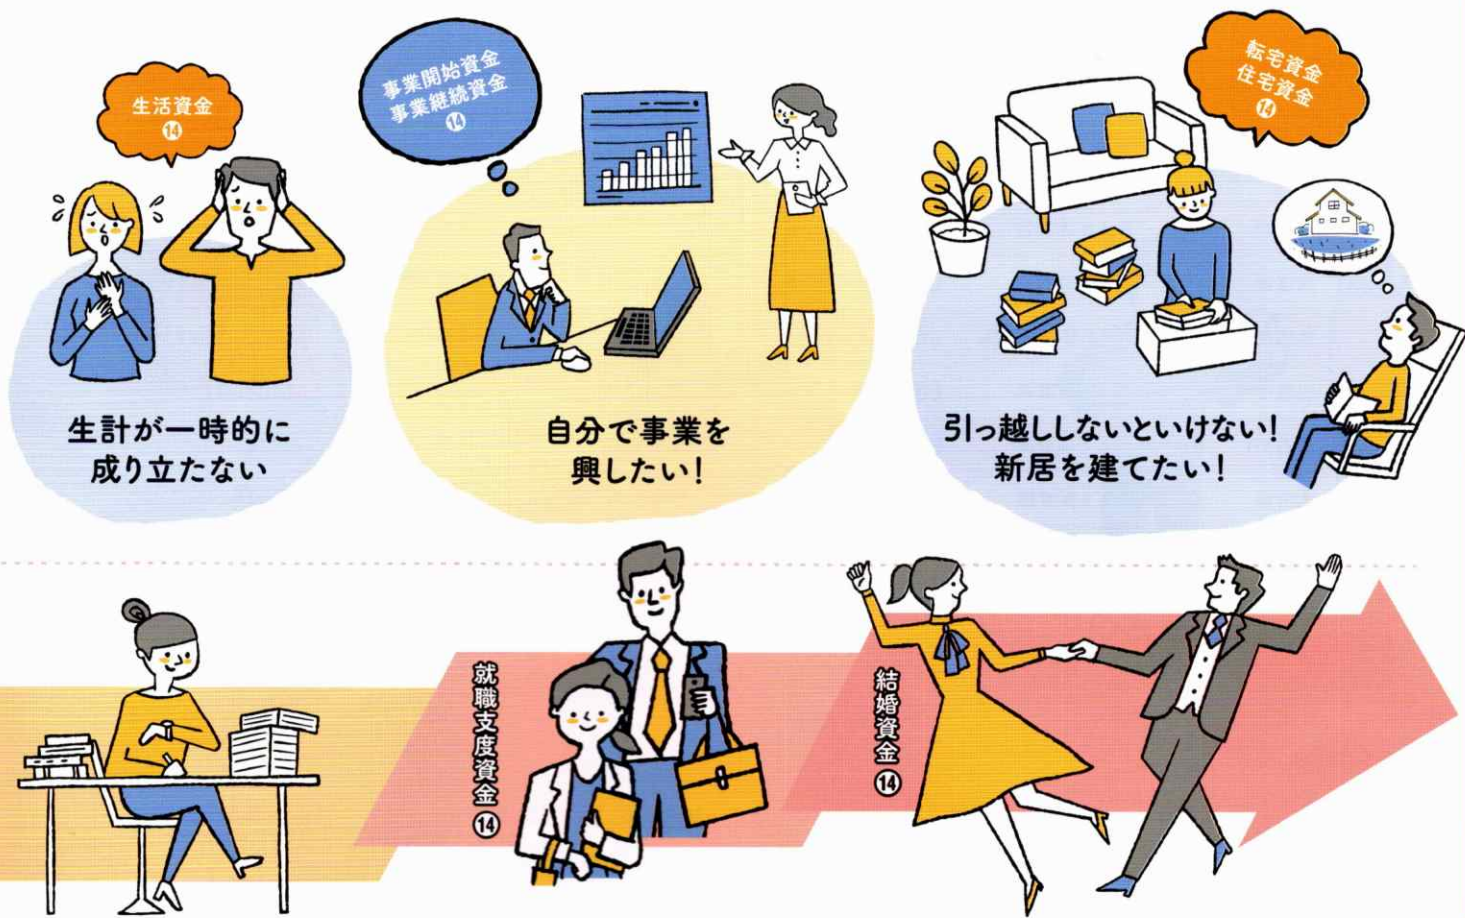 生活資金
⑭
生計が一時的に
成り立たない
事業開始資金
事業継続資金
⑭
自分で事業を
興したい！
転宅資金
住宅資金
⑭
引っ越ししないといけない！
新居を建てたい！
就職支度資金⑭
結婚資金⑭